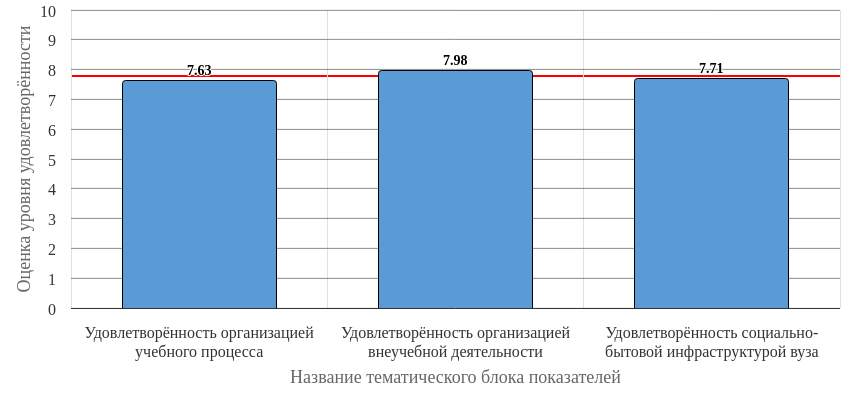 Оценка уровня удовлетворённости
10
9
8
7
6
5
4
3
2
1
0
7.63
7.98
7.71
Удовлетворённость организацией
учебного процесса
Удовлетворённость организацией
внеучебной деятельности
Удовлетворённость социально-
бытовой инфраструктурой вуза
Название тематического блока показателей